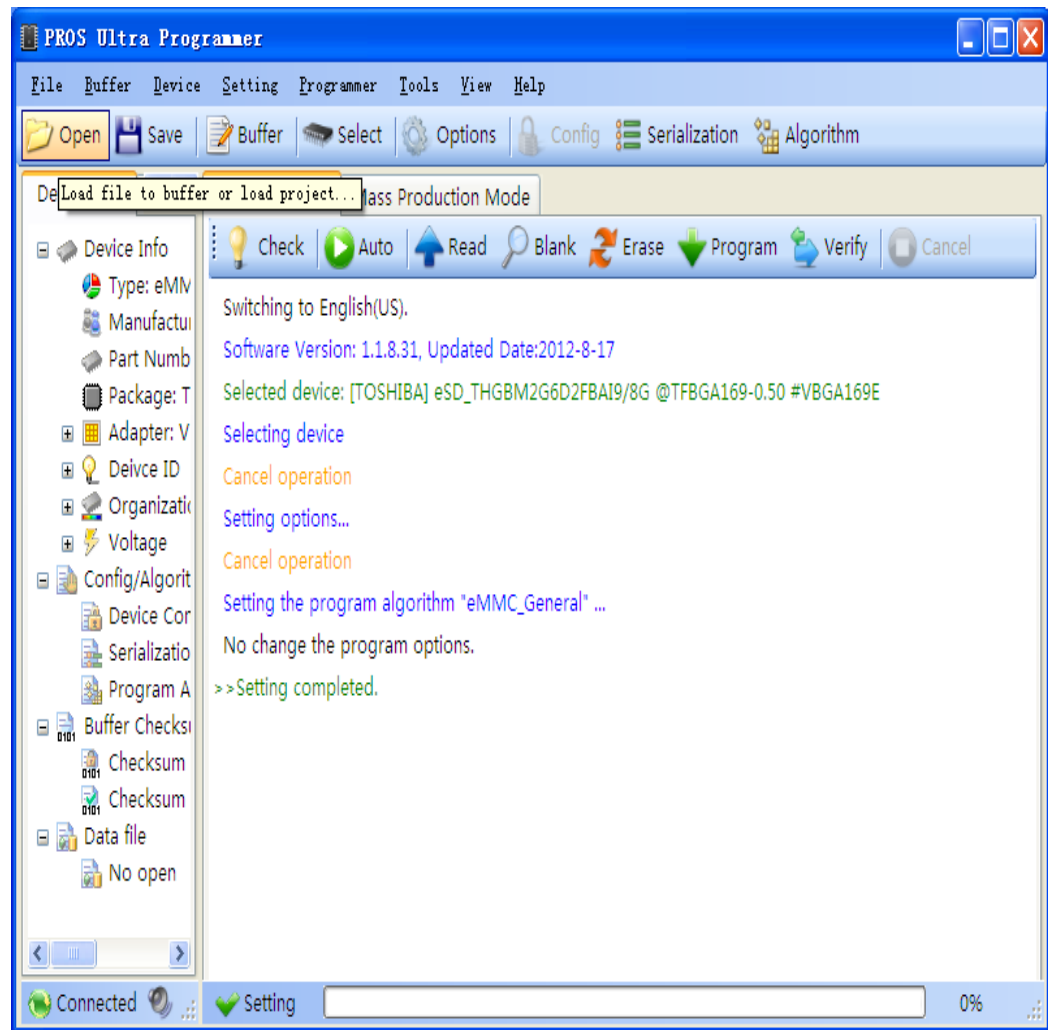 PROS Ultra Programmer
File Buffer Device Setting Programmer Tools View Help
Open Save Buffer Select Options Config Serialization Algorithm
De
Load file to buffer or load project...
Mass Production Mode
Check Auto Read Blank Erase Program Verify Cancel
Device Info
Type: eMM
Manufactu
Part Numb
Package: T
Adapter: V
Deivce ID
Organizati
Voltage
Config/Algorit
Device Con
Serializatio
Program A
Buffer Checks
Checksum
Checksum
Data file
No open
Switching to English(US).
Software Version: 1.1.8.31, Updated Date:2012-8-17
Selected device: [TOSHIBA] eSD_THGBM2G6D2FBAI9/8G @TFBGA169-0.50 #VBGA169E
Selecting device
Cancel operation
Setting options...
Cancel operation
Setting the program algorithm "eMMC_General" ...
No change the program options.
>>Setting completed.
Connected
Setting
0%